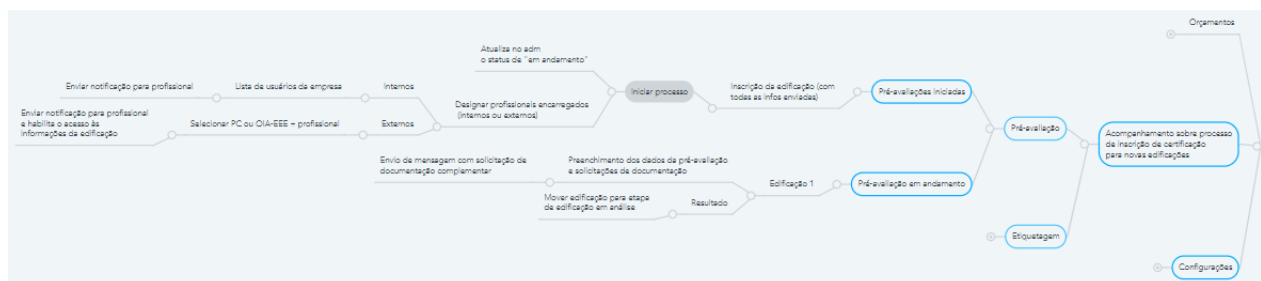 Orçamentos
Atualiza no adm
o status de "em andamento"
Enviar notificação para profissional
Lista de usuários da empresa
Internos
Iniciar processo
Inscrição da edificação (com
todas as infos enviadas)
Pré-avaliações iniciadas
Designar profissionais encarregados
(internos ou externos)
Enviar notificação para profissional
e habilita o acesso às
informações da edificação
Selecionar PC ou OIA-EEE + profissional
Externos
Pré-avaliação
Acompanhamento sobre processo
de inscrição de certificação
para novas edificações
Envio de mensagem com solicitação de
documentação complementar
Preenchimento dos dados da pré-avaliação
e solicitações de documentação
Edificação 1
Pré-avaliação em andamento
Mover edificação para etapa
de edificação em análise
Resultado
Etiquetagem
Configurações